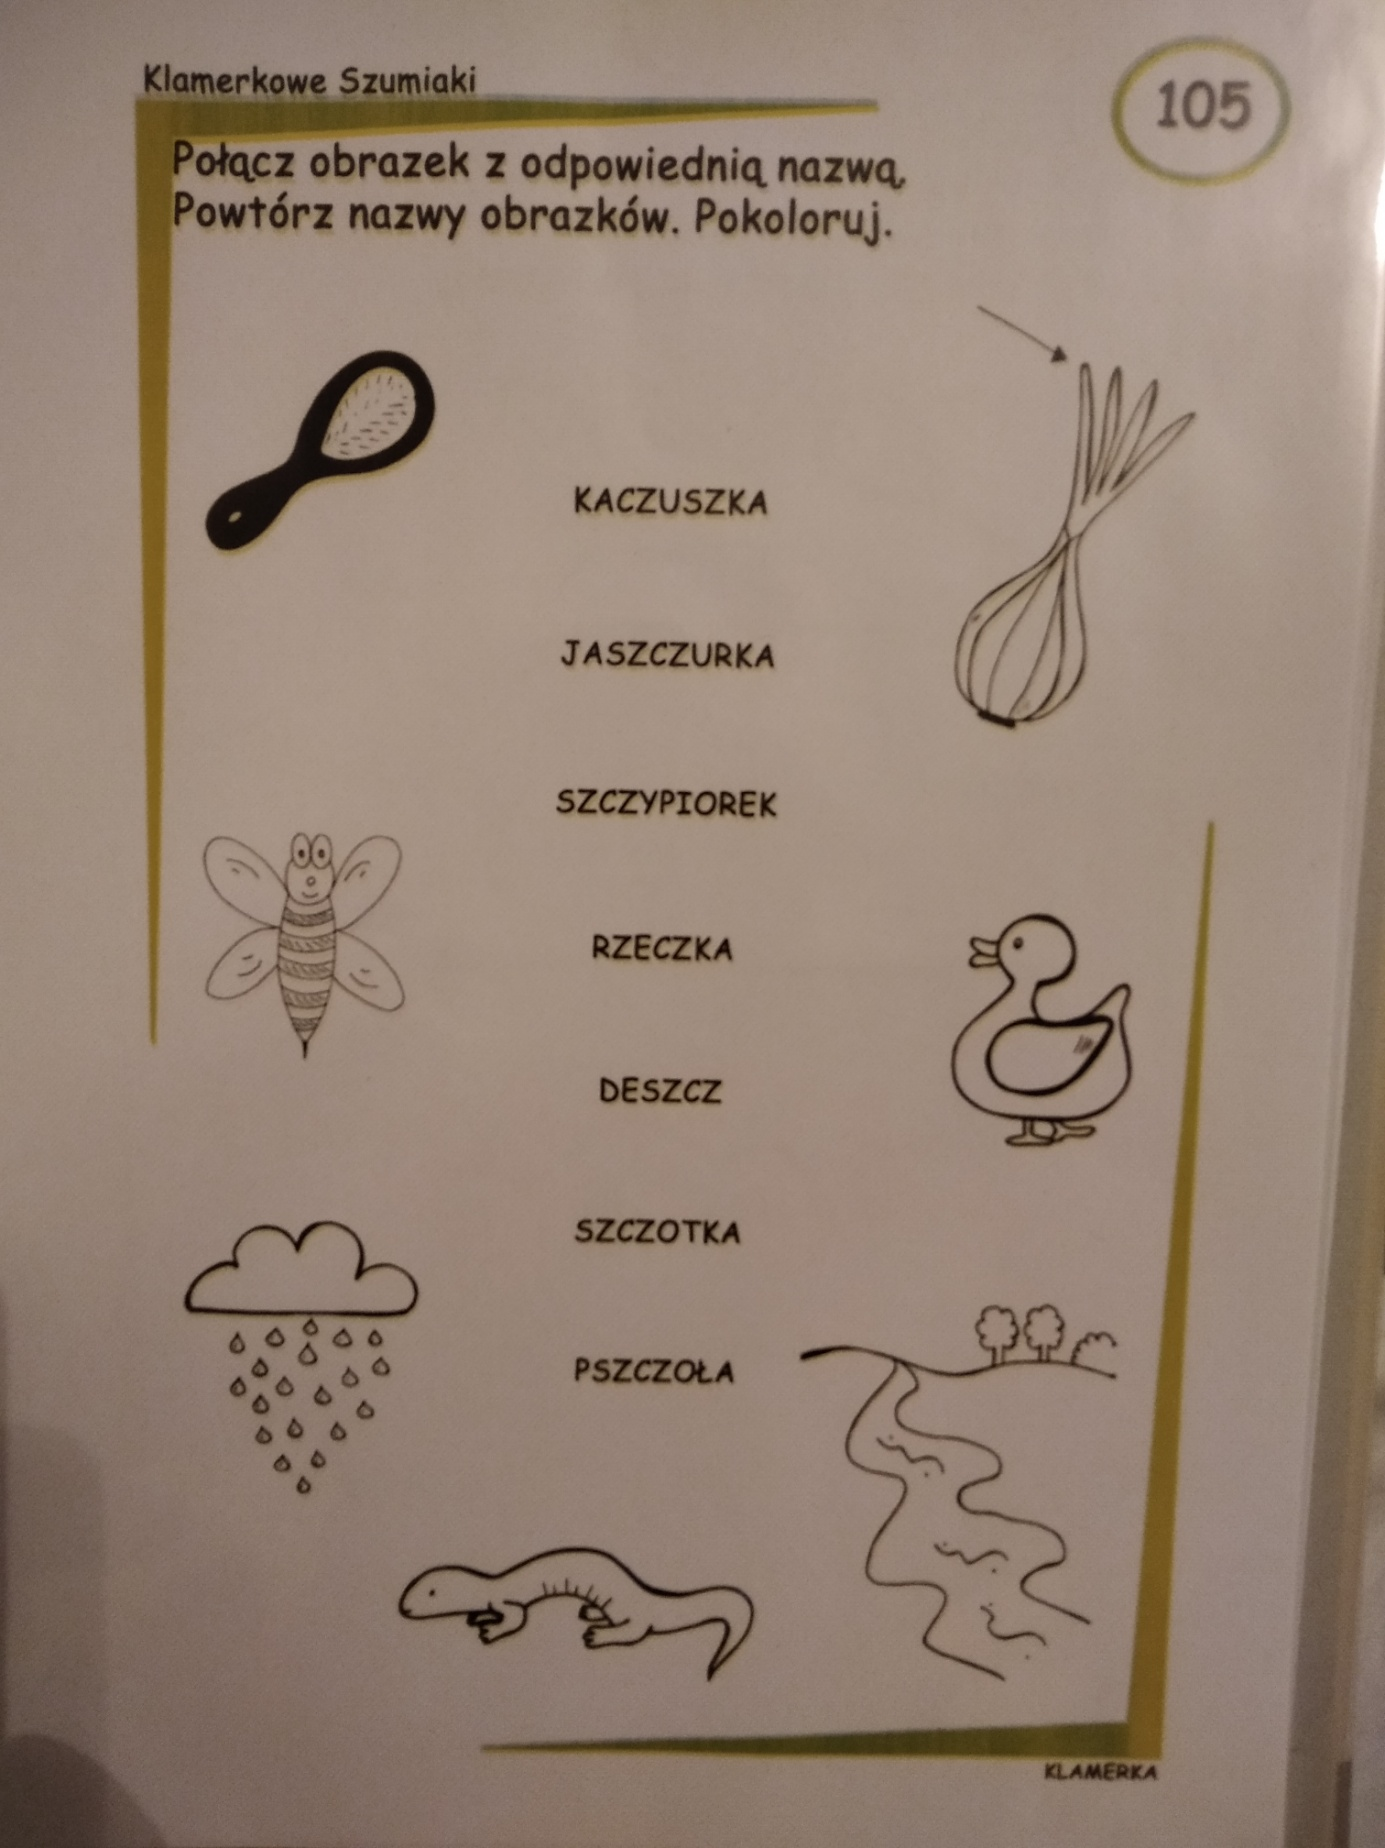 Klamerkowe Szumiaki
105
Połącz obrazek z odpowiednią nazwą.
Powtórz nazwy obrazków. Pokoloruj.
KACZUSZKA
JASZCZURKA
SZCZYPIOREK
RZECZKA
DESZCZ
SZCZOTKA
PSZCZOŁA
KLAMERKA